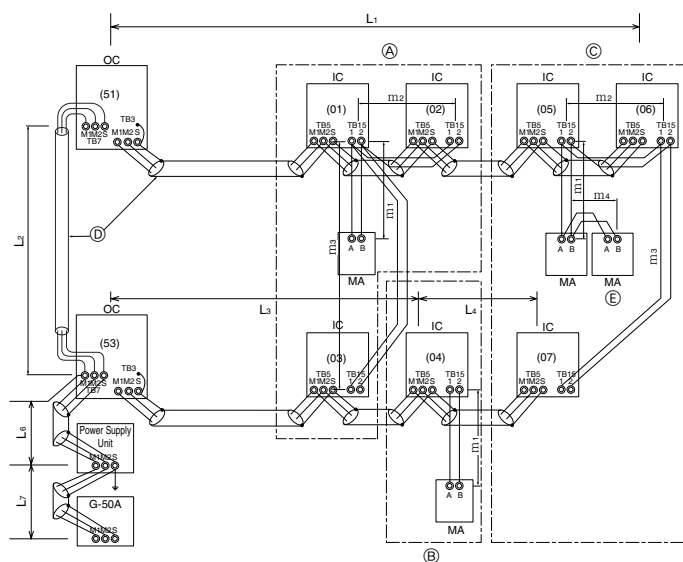 L1
Ⓐ
Ⓒ
OC
IC
IC
IC
IC
(51)
(01)
m2
(02)
(05)
m2
(06)
TB3
M1M2S
TB7
M1M2S
TB5
M1M2S
TB15
1 2
TB5
M1M2S
TB15
1 2
TB5
M1M2S
TB15
1 2
TB5
M1M2S
TB15
1 2
L2
m1
m1
m4
Ⓓ
m3
A B
MA
A B
MA
A B
MA
m3
Ⓔ
L3
L4
OC
IC
IC
IC
(53)
(03)
(04)
(07)
TB3
M1M2S
TB7
M1M2S
TB5
M1M2S
TB15
1 2
TB5
M1M2S
TB15
1 2
TB5
M1M2S
TB15
1 2
L6
Power Supply
Unit
M1M2S
m1
L7
G-50A
M1M2S
A B
MA
Ⓑ